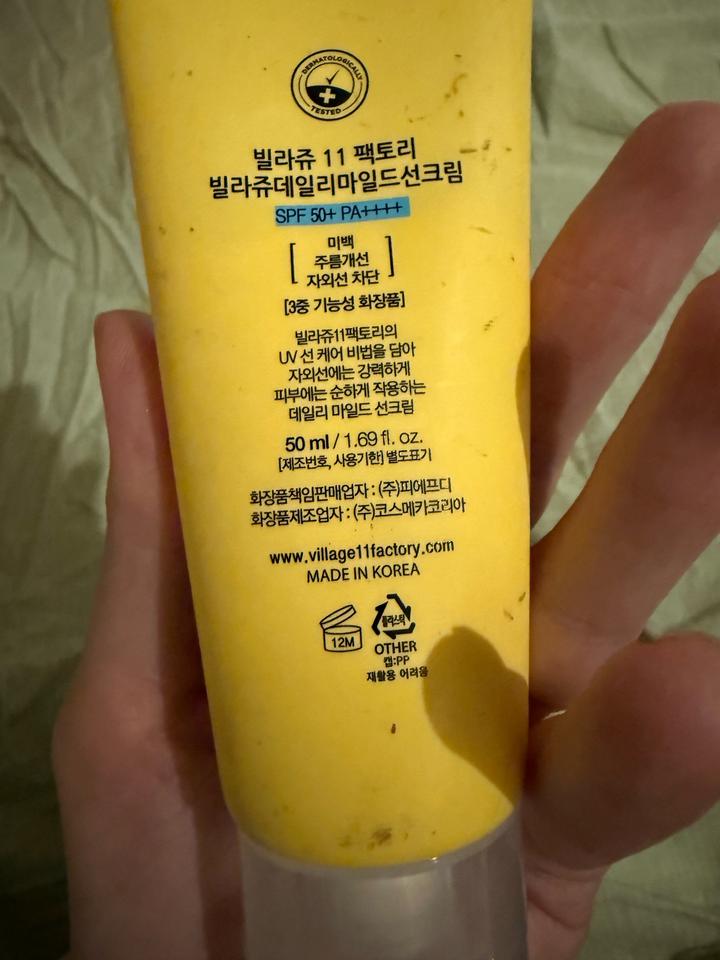 DERMATOLOGICALLY
TESTED
빌라쥬 11 팩토리
빌라쥬데일리마일드선크림
SPF 50+ PA++++
미백
주름개선
자외선 차단
[3중 기능성 화장품]
빌라쥬11팩토리의
UV 선 케어 비법을 담아
자외선에는 강력하게
피부에는 순하게 작용하는
데일리 마일드 선크림
50 ml / 1.69 fl. oz.
[제조번호, 사용기한] 별도표기
화장품책임판매업자 : (주)피에프디
화장품제조업자 : (주)코스메카코리아
www.village11factory.com
MADE IN KOREA
12M
플라스틱
OTHER
캡:PP
재활용 어려움